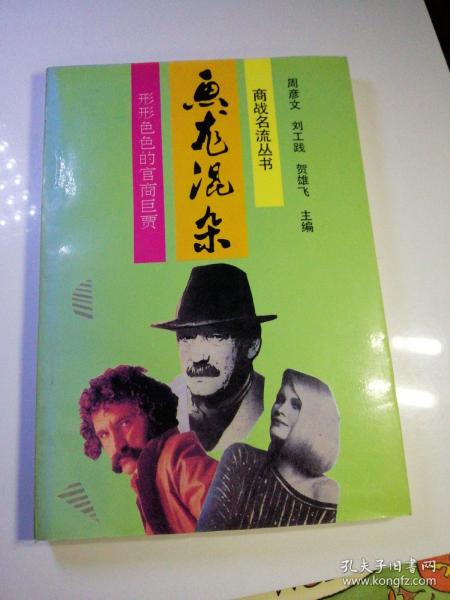 周彦文 刘工践 贺雄飞 主编
商战名流丛书
鱼龙混杂
形形色色的官商巨贾
孔夫子旧书网
www.kongfz.com